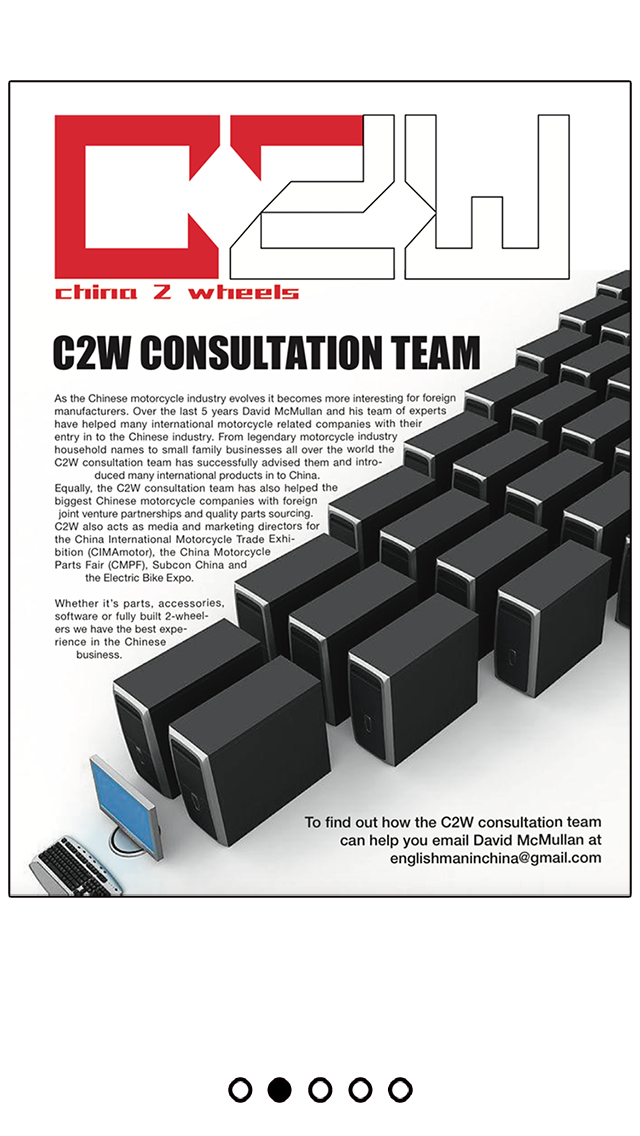 C2W
china 2 wheels
C2W CONSULTATION TEAM
As the Chinese motorcycle industry evolves it becomes more interesting for foreign
manufacturers. Over the last 5 years David McMullan and his team of experts
have helped many international motorcycle related companies with their
entry in to the Chinese industry. From legendary motorcycle industry
household names to small family businesses all over the world the
C2W consultation team has successfully advised them and intro-
duced many international products in to China.
Equally, the C2W consultation team has also helped the
biggest Chinese motorcycle companies with foreign
joint venture partnerships and quality parts sourcing.
C2W also acts as media and marketing directors for
the China International Motorcycle Trade Exhi-
bition (CIMAmotor), the China Motorcycle
Parts Fair (CMPF), Subcon China and
the Electric Bike Expo.
Whether it's parts, accessories,
software or fully built 2-wheel-
ers we have the best expe-
rience in the Chinese
business.
To find out how the C2W consultation team
can help you email David McMullan at
englishmaninchina@gmail.com